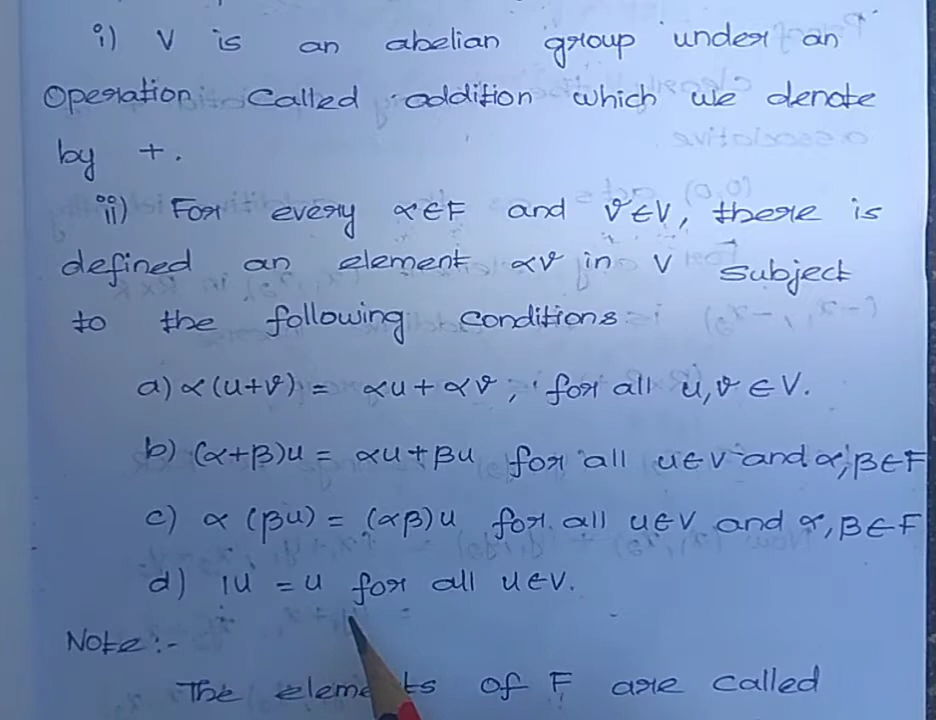 i) V is an abelian group under an
operation called addition which we denote
by +.
ii) For every α∈F and v∈V, there is
defined an element αv in V subject
to the following conditions
a) α(u+v) = αu + αv, for all u,v ∈ V.
b) (α+β)u = αu+βu for all u∈V and α,β∈F
c) α (βu) = (αβ)u for all u∈V and α,β∈F
d) 1u = u for all u∈V.
Note:-
The elements of F are called